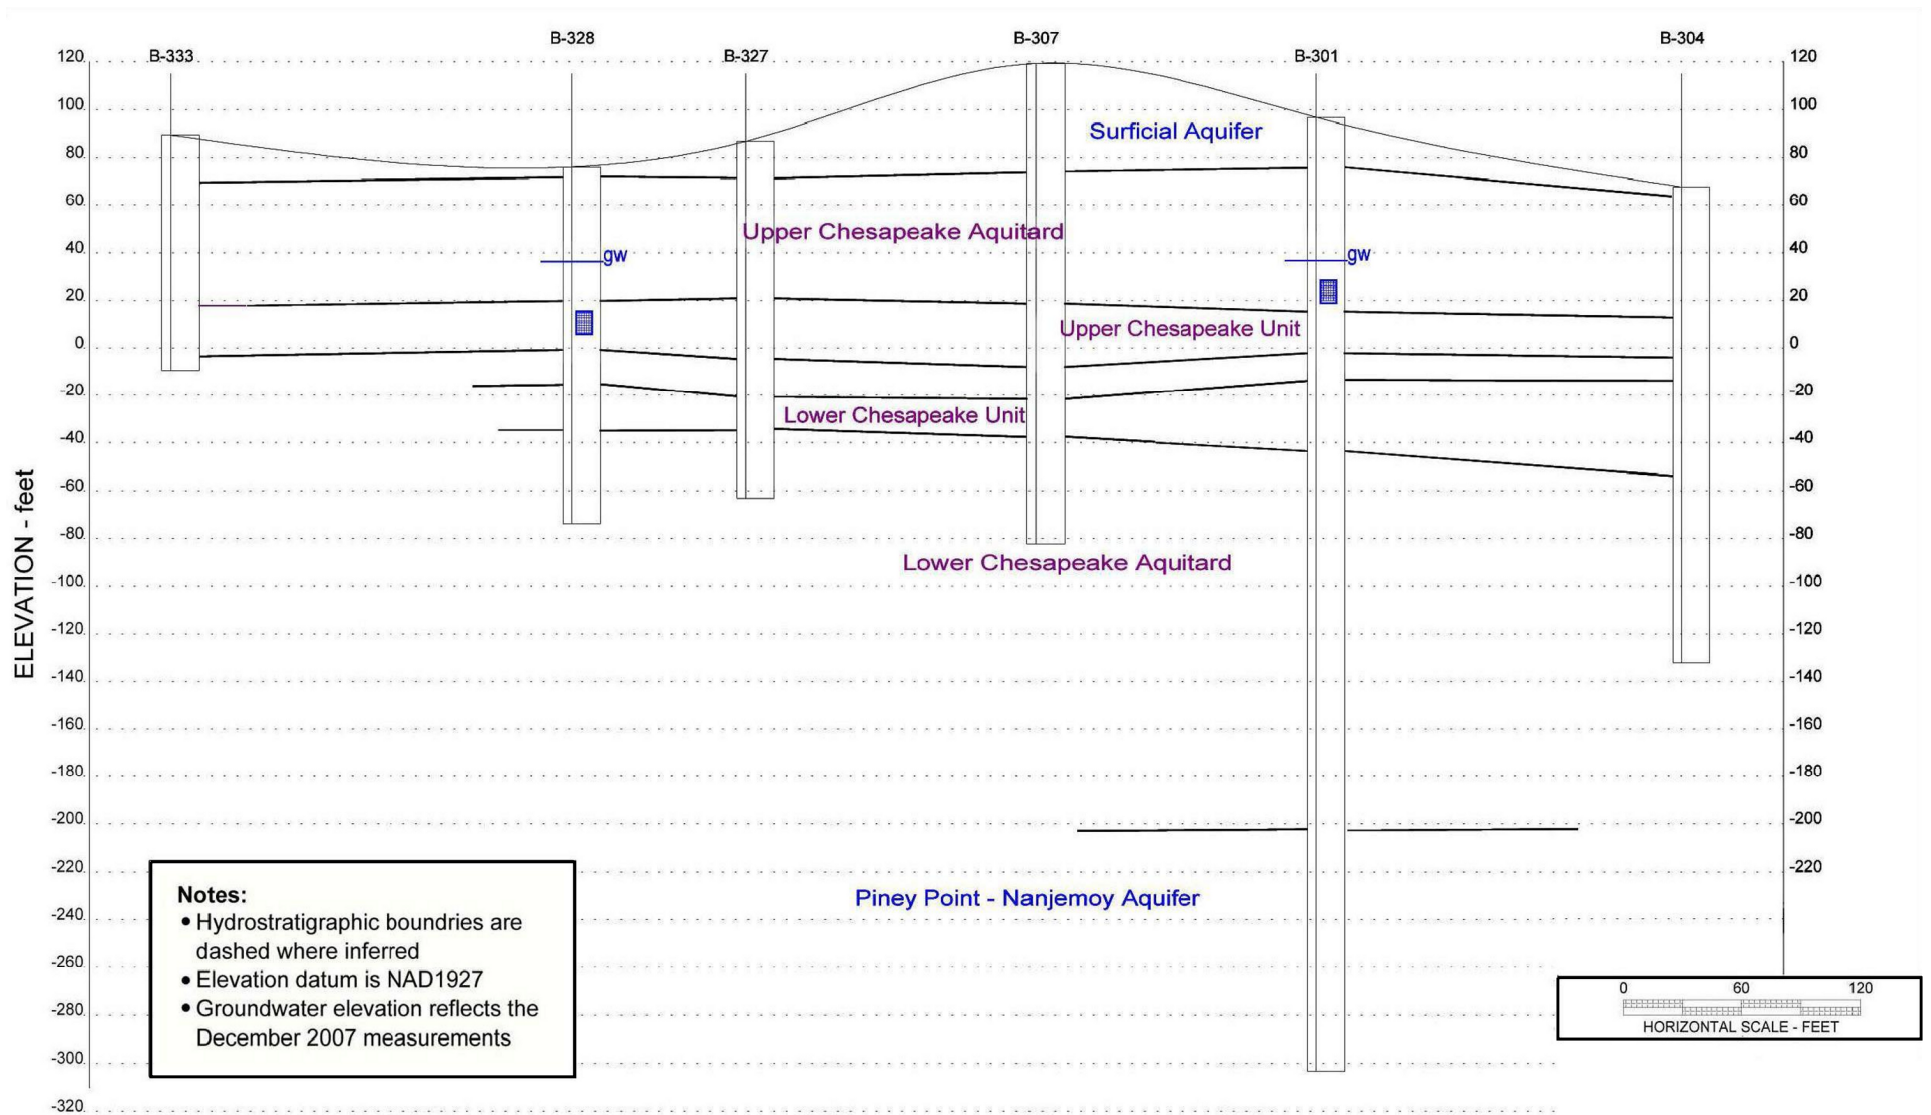 B-328
B-307
B-304
B-333
B-327
B-301
120
120
100
100
Surficial Aquifer
80
80
60
60
Upper Chesapeake Aquitard
40
gw
gw
40
20
20
Upper Chesapeake Unit
0
0
-20
-20
Lower Chesapeake Unit
-40
-40
-60
-60
-80
-80
Lower Chesapeake Aquitard
-100
-100
-120
-120
-140
-140
-160
-160
-180
-180
-200
-200
-220
-220
-240
-260
-280
-300
-320
ELEVATION - feet
Piney Point - Nanjemoy Aquifer
Notes:
• Hydrostratigraphic boundries are
dashed where inferred
• Elevation datum is NAD1927
• Groundwater elevation reflects the
December 2007 measurements
0 60 120
HORIZONTAL SCALE - FEET